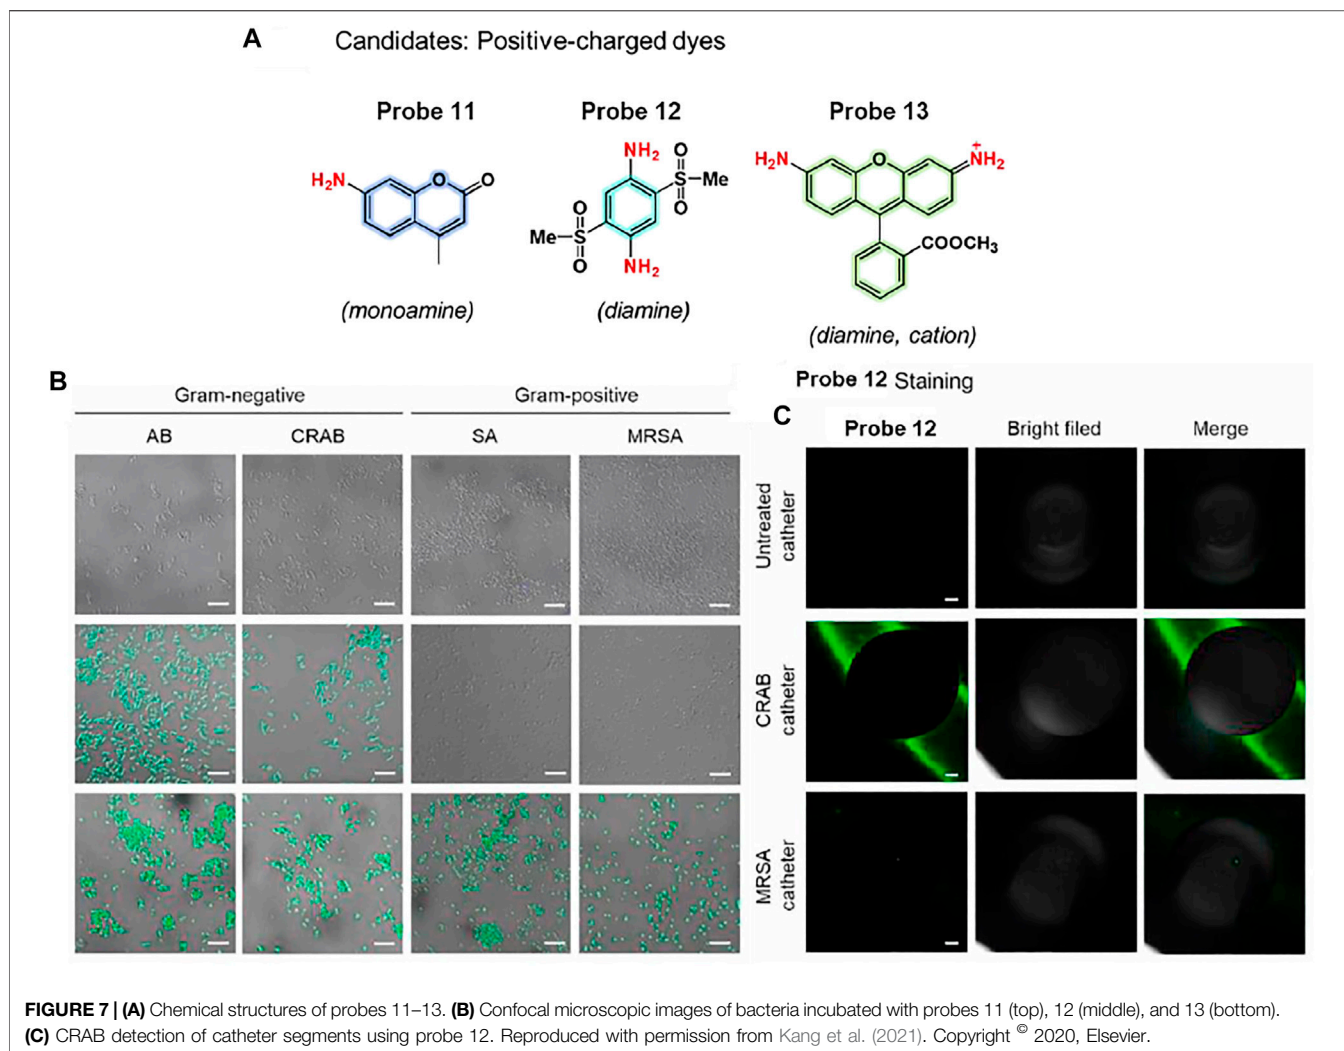 A
Candidates: Positive-charged dyes
Probe 11
Probe 12
Probe 13
H₂N
O
O
NH₂
O
S
Me
O
O
Me
S
O
NH₂
H₂N
O
+
NH₂
COOCH₃
(monoamine)
(diamine)
(diamine, cation)
B
Gram-negative
Gram-positive
AB
CRAB
SA
MRSA
Probe 12 Staining
C
Probe 12
Bright filed
Merge
Untreated
catheter
CRAB
catheter
MRSA
catheter
FIGURE 7 | (A) Chemical structures of probes 11–13. (B) Confocal microscopic images of bacteria incubated with probes 11 (top), 12 (middle), and 13 (bottom).
(C) CRAB detection of catheter segments using probe 12. Reproduced with permission from Kang et al. (2021). Copyright © 2020, Elsevier.